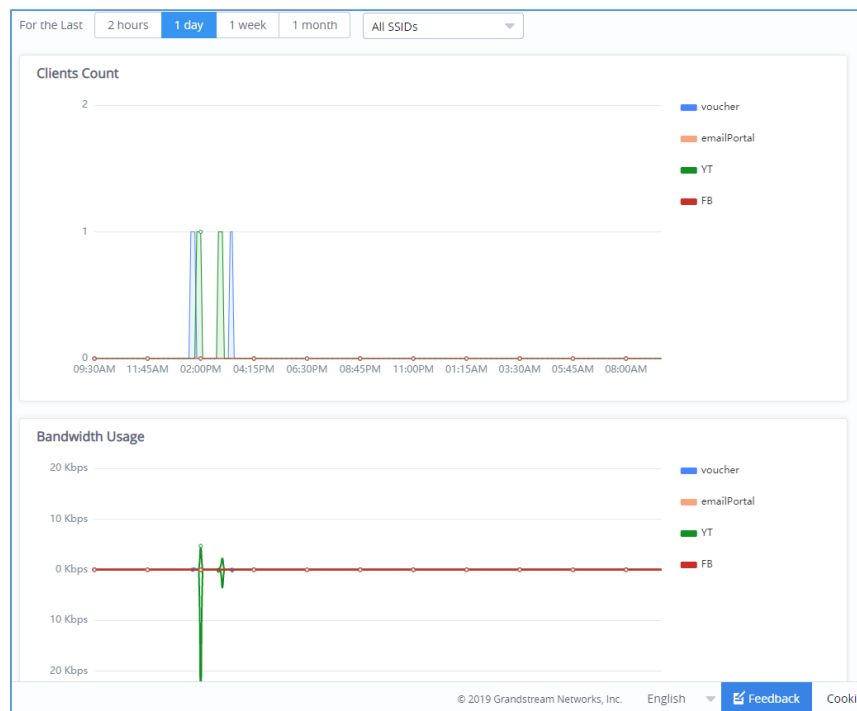 For the Last 2 hours 1 day 1 week 1 month All SSIDs
Clients Count
2
1
0
09:30AM 11:45AM 02:00PM 04:15PM 06:30PM 08:45PM 11:00PM 01:15AM 03:30AM 05:45AM 08:00AM
voucher
emailPortal
YT
FB
Bandwidth Usage
20 Kbps
10 Kbps
0 Kbps
10 Kbps
20 Kbps
voucher
emailPortal
YT
FB
© 2019 Grandstream Networks, Inc. English Feedback Cooki